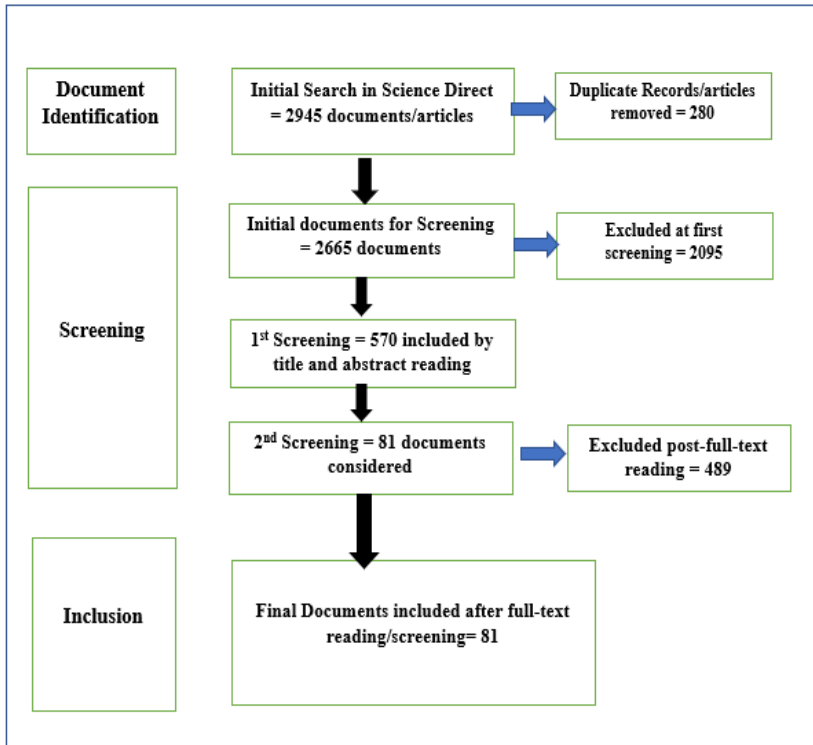 Document
Identification
Initial Search in Science Direct
= 2945 documents/articles
Duplicate Records/articles
removed = 280
Screening
Initial documents for Screening
= 2665 documents
Excluded at first
screening = 2095
1st Screening = 570 included by
title and abstract reading
2nd Screening = 81 documents
considered
Excluded post-full-text
reading = 489
Inclusion
Final Documents included after full-text
reading/screening= 81